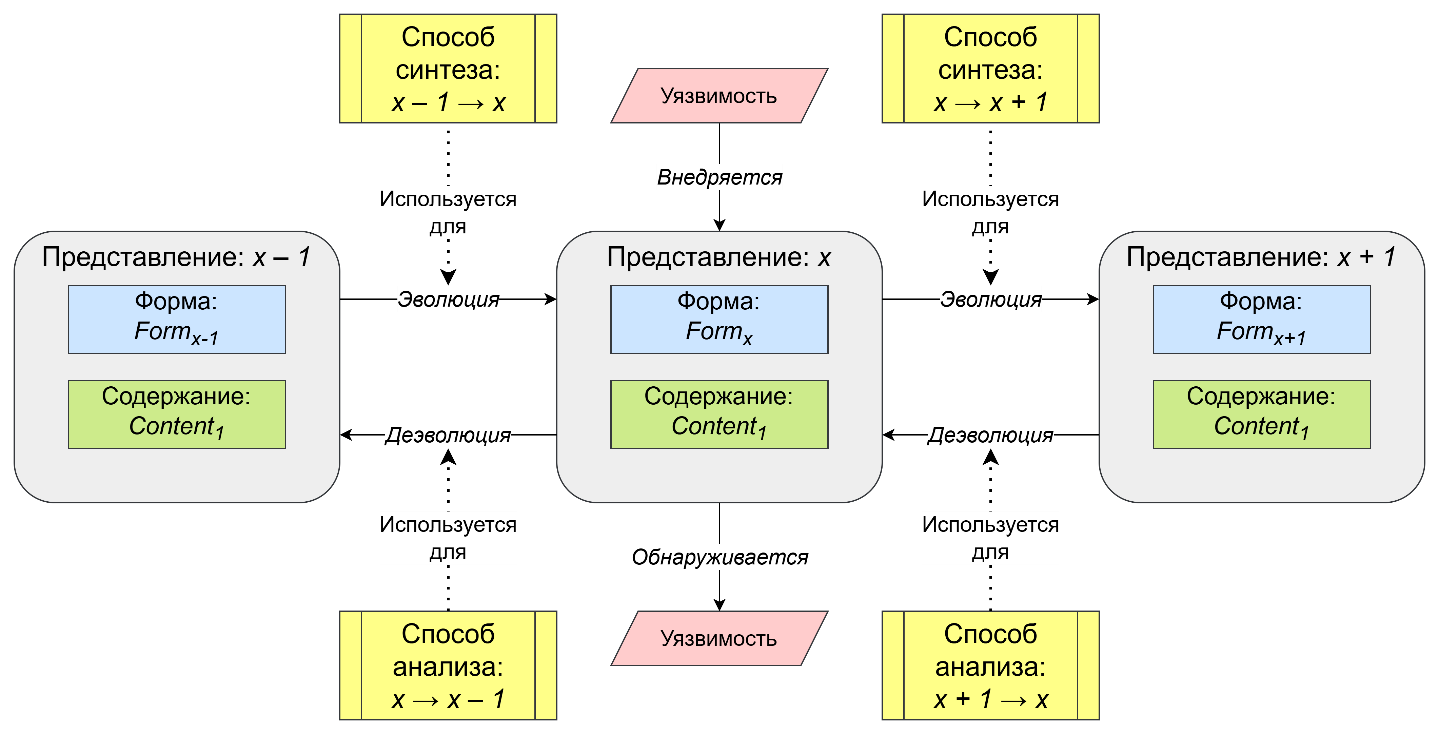 Способ
синтеза:
x – 1 → x
Способ
синтеза:
x → x + 1
Уязвимость
Внедряется
Используется
для
Используется
для
Представление: x – 1
Форма:
Formx-1
Содержание:
Content1
Эволюция
Деэволюция
Представление: x
Форма:
Formx
Содержание:
Content1
Эволюция
Деэволюция
Представление: x + 1
Форма:
Formx+1
Содержание:
Content1
Используется
для
Обнаруживается
Используется
для
Способ
анализа:
x → x – 1
Уязвимость
Способ
анализа:
x + 1 → x